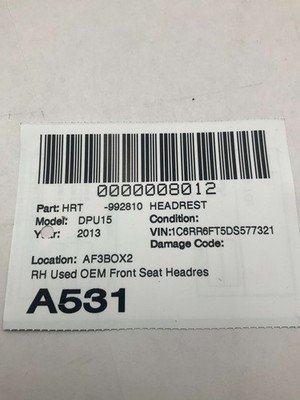 0000008012
Part: HRT -992810 HEADREST
Model: DPU15 Condition:
Year: 2013 VIN:1C6RR6FT5DS577321
Damage Code:
Location: AF3BOX2
RH Used OEM Front Seat Headres
A531